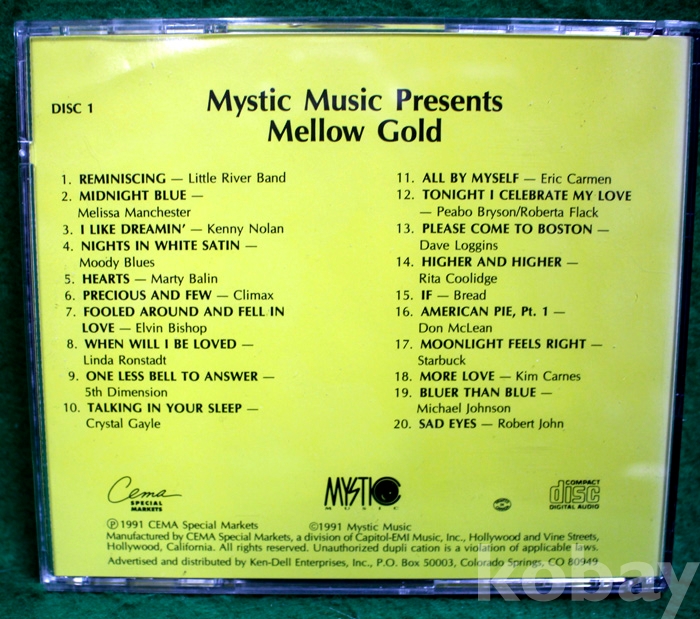 DISC 1
Mystic Music Presents
Mellow Gold
1. REMINISCING — Little River Band
2. MIDNIGHT BLUE —
Melissa Manchester
3. I LIKE DREAMIN' — Kenny Nolan
4. NIGHTS IN WHITE SATIN —
Moody Blues
5. HEARTS — Marty Balin
6. PRECIOUS AND FEW — Climax
7. FOOLED AROUND AND FELL IN
LOVE — Elvin Bishop
8. WHEN WILL I BE LOVED —
Linda Ronstadt
9. ONE LESS BELL TO ANSWER —
5th Dimension
10. TALKING IN YOUR SLEEP —
Crystal Gayle
11. ALL BY MYSELF — Eric Carmen
12. TONIGHT I CELEBRATE MY LOVE
— Peabo Bryson/Roberta Flack
13. PLEASE COME TO BOSTON —
Dave Loggins
14. HIGHER AND HIGHER —
Rita Coolidge
15. IF — Bread
16. AMERICAN PIE, Pt. 1 —
Don McLean
17. MOONLIGHT FEELS RIGHT —
Starbuck
18. MORE LOVE — Kim Carnes
19. BLUER THAN BLUE —
Michael Johnson
20. SAD EYES — Robert John
Cema
SPECIAL
MARKETS
MYSTIC
MUSIC
COMPACT
disc
DIGITAL AUDIO
Ⓟ 1991 CEMA Special Markets ©1991 Mystic Music
Manufactured by CEMA Special Markets, a division of Capitol-EMI Music, Inc., Hollywood and Vine Streets,
Hollywood, California. All rights reserved. Unauthorized dupli cation is a violation of applicable laws.
Advertised and distributed by Ken-Dell Enterprises, Inc., P.O. Box 50003, Colorado Springs, CO 80949
kobay